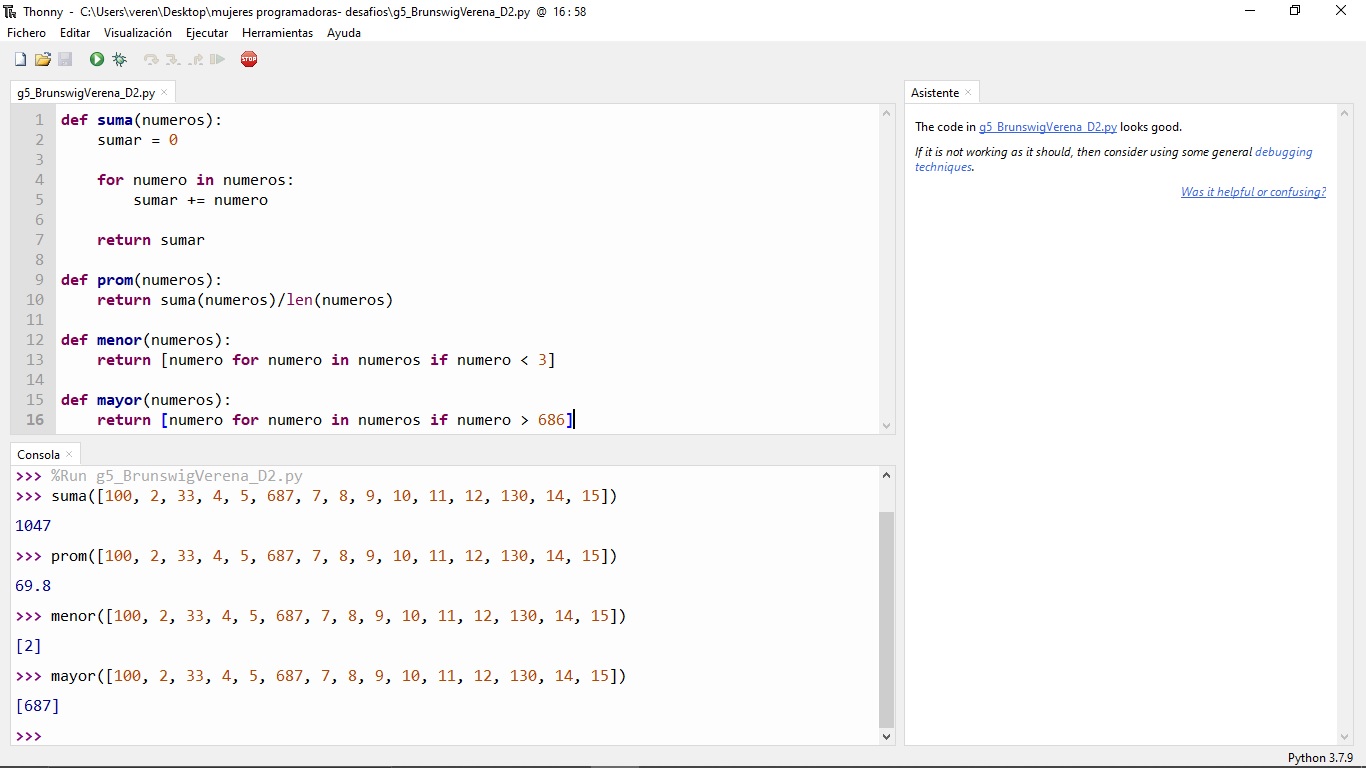 Thonny - C:\Users\veren\Desktop\mujeres programadoras- desafios\g5_BrunswigVerena_D2.py @ 16 : 58
Fichero Editar Visualización Ejecutar Herramientas Ayuda
STOP
g5_BrunswigVerena_D2.py ×
1 def suma(numeros):
2     sumar = 0
3
4     for numero in numeros:
5         sumar += numero
6
7     return sumar
8
9 def prom(numeros):
10     return suma(numeros)/len(numeros)
11
12 def menor(numeros):
13     return [numero for numero in numeros if numero < 3]
14
15 def mayor(numeros):
16     return [numero for numero in numeros if numero > 686]
Consola ×
>>> %Run g5_BrunswigVerena_D2.py
>>> suma([100, 2, 33, 4, 5, 687, 7, 8, 9, 10, 11, 12, 130, 14, 15])
1047
>>> prom([100, 2, 33, 4, 5, 687, 7, 8, 9, 10, 11, 12, 130, 14, 15])
69.8
>>> menor([100, 2, 33, 4, 5, 687, 7, 8, 9, 10, 11, 12, 130, 14, 15])
[2]
>>> mayor([100, 2, 33, 4, 5, 687, 7, 8, 9, 10, 11, 12, 130, 14, 15])
[687]
>>>
Asistente ×
The code in g5_BrunswigVerena_D2.py looks good.
If it is not working as it should, then consider using some general debugging
techniques.
Was it helpful or confusing?
Python 3.7.9